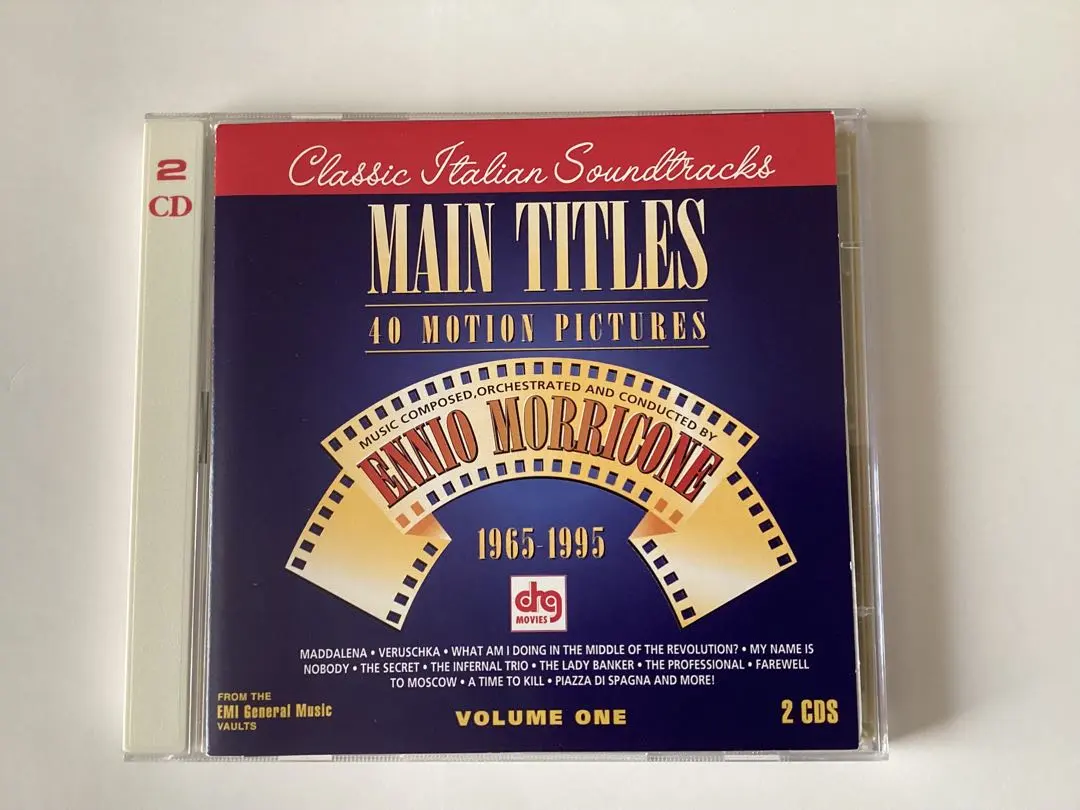 2
CD
Classic Italian Soundtracks
MAIN TITLES
40 MOTION PICTURES
MUSIC COMPOSED, ORCHESTRATED AND CONDUCTED BY
ENNIO MORRICONE
1965-1995
drg
MOVIES
MADDALENA • VERUSCHKA • WHAT AM I DOING IN THE MIDDLE OF THE REVOLUTION? • MY NAME IS
NOBODY • THE SECRET • THE INFERNAL TRIO • THE LADY BANKER • THE PROFESSIONAL • FAREWELL
TO MOSCOW • A TIME TO KILL • PIAZZA DI SPAGNA AND MORE!
FROM THE
EMI General Music
VAULTS
VOLUME ONE
2 CDS